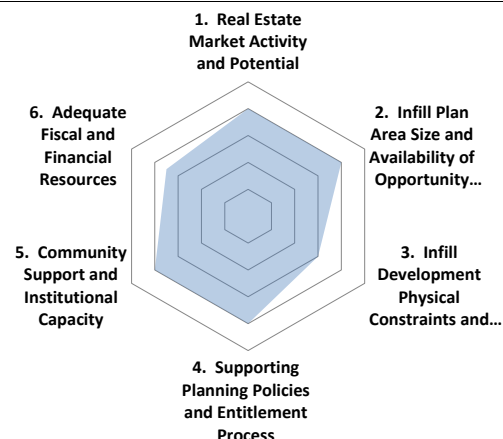 1. Real Estate
Market Activity
and Potential
2. Infill Plan
Area Size and
Availability of
Opportunity...
3. Infill
Development
Physical
Constraints and...
4. Supporting
Planning Policies
and Entitlement
Process
5. Community
Support and
Institutional
Capacity
6. Adequate
Fiscal and
Financial
Resources